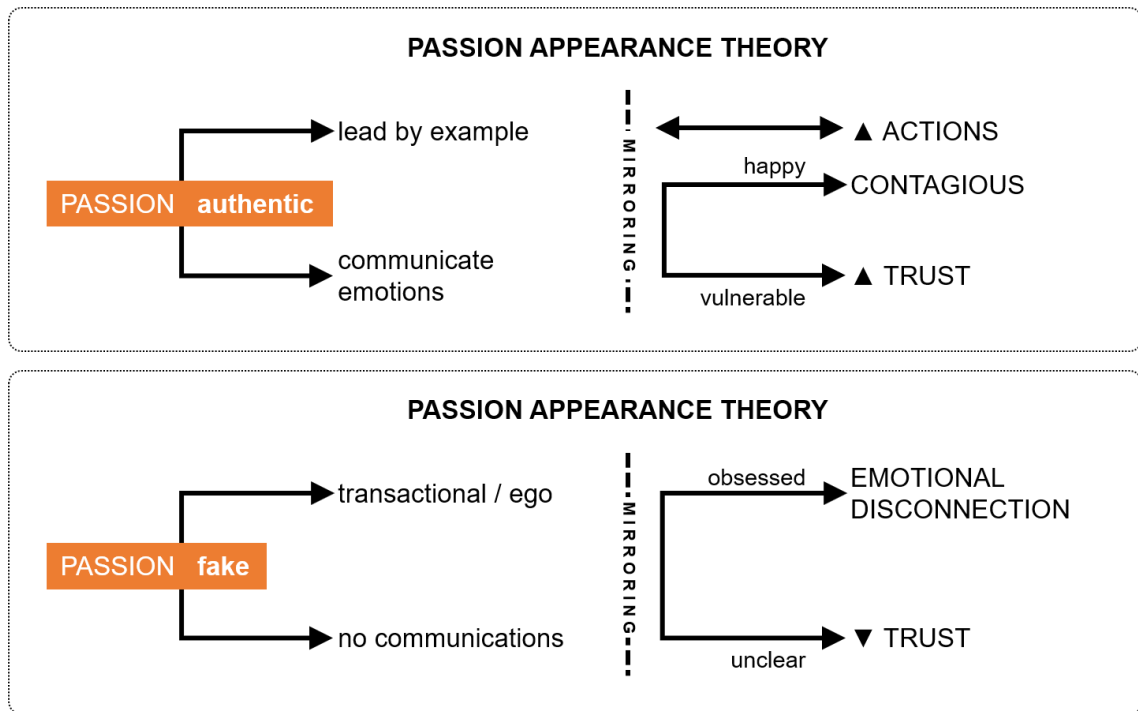 PASSION APPEARANCE THEORY
lead by example
PASSION authentic
communicate
emotions
MIRRORING
▲ ACTIONS
happy
CONTAGIOUS
▲ TRUST
vulnerable
PASSION APPEARANCE THEORY
transactional / ego
PASSION fake
no communications
MIRRORING
obsessed
EMOTIONAL
DISCONNECTION
▼ TRUST
unclear